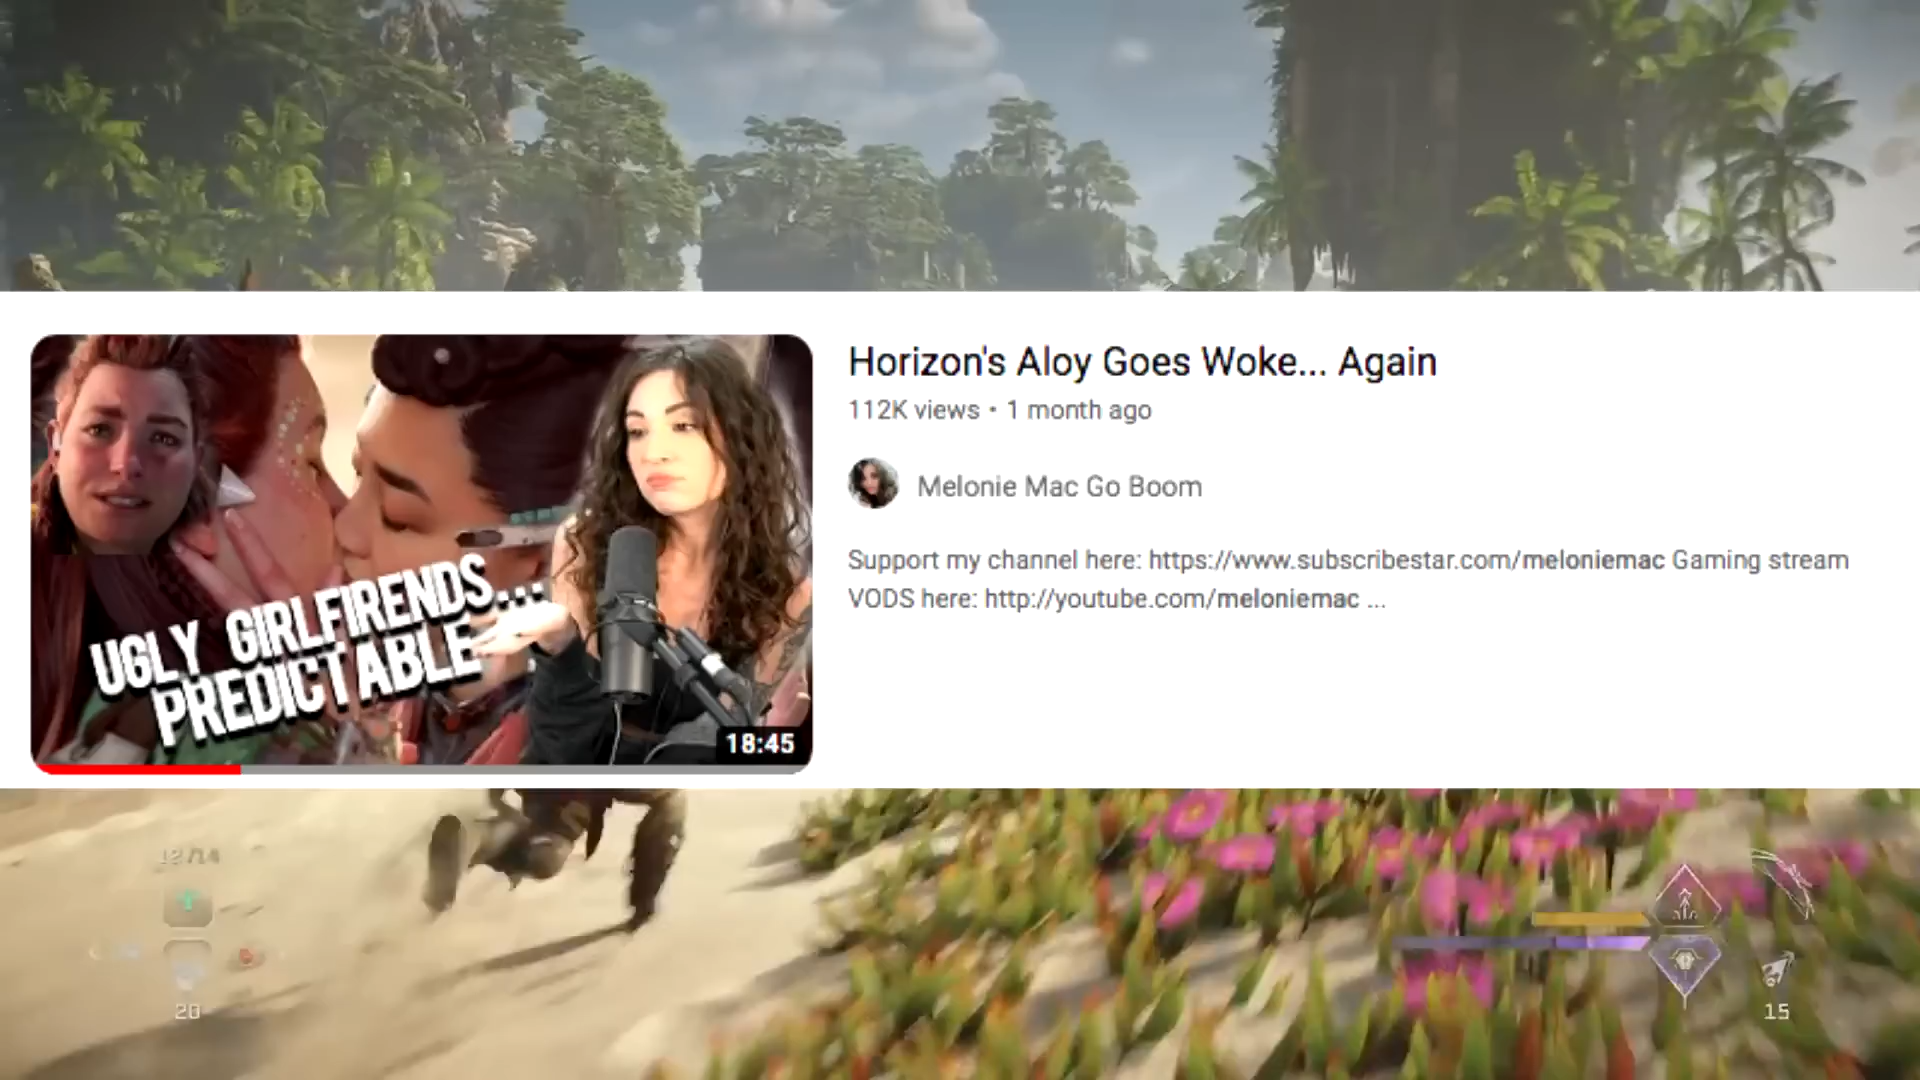 Horizon's Aloy Goes Woke... Again
112K views • 1 month ago
Melonie Mac Go Boom
Support my channel here: https://www.subscribestar.com/meloniemac Gaming stream
VODS here: http://youtube.com/meloniemac ...
UGLY GIRLFIRENDS...
PREDICTABLE
18:45
12/14
20
15